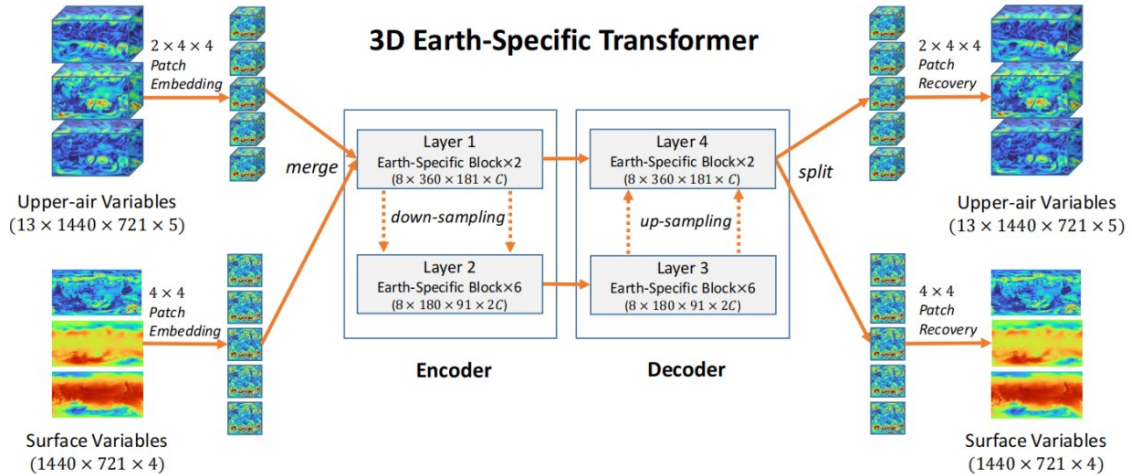 3D Earth-Specific Transformer
2 × 4 × 4
Patch
Embedding
Upper-air Variables
(13 × 1440 × 721 × 5)
4 × 4
Patch
Embedding
Surface Variables
(1440 × 721 × 4)
merge
Layer 1
Earth-Specific Block×2
(8 × 360 × 181 × C)
down-sampling
Layer 2
Earth-Specific Block×6
(8 × 180 × 91 × 2C)
Encoder
Layer 4
Earth-Specific Block×2
(8 × 360 × 181 × C)
up-sampling
Layer 3
Earth-Specific Block×6
(8 × 180 × 91 × 2C)
Decoder
split
2 × 4 × 4
Patch
Recovery
Upper-air Variables
(13 × 1440 × 721 × 5)
4 × 4
Patch
Recovery
Surface Variables
(1440 × 721 × 4)